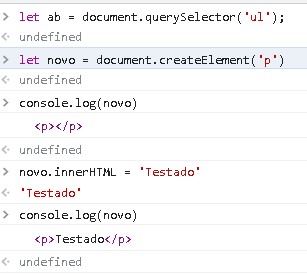 > let ab = document.querySelector('ul');
< undefined
> let novo = document.createElement('p')
< undefined
> console.log(novo)
<p></p>
< undefined
> novo.innerHTML = 'Testado'
< 'Testado'
> console.log(novo)
<p>Testado</p>
< undefined